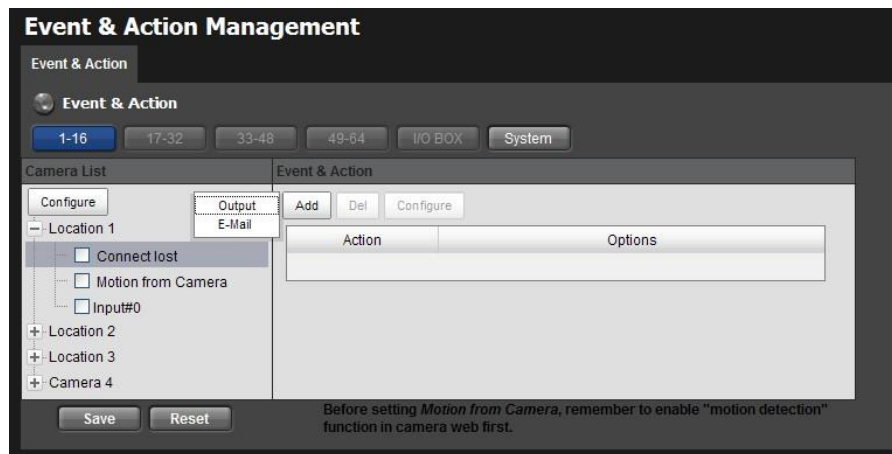 Event & Action Management
Event & Action
Event & Action
1-16 17-32 33-48 49-64 I/O BOX System
Camera List Event & Action
Configure Output Add Del Configure
E-Mail
Location 1
Action Options
Connect lost
Motion from Camera
Input#0
Location 2
Location 3
Camera 4
Save Reset
Before setting Motion from Camera, remember to enable "motion detection"
function in camera web first.